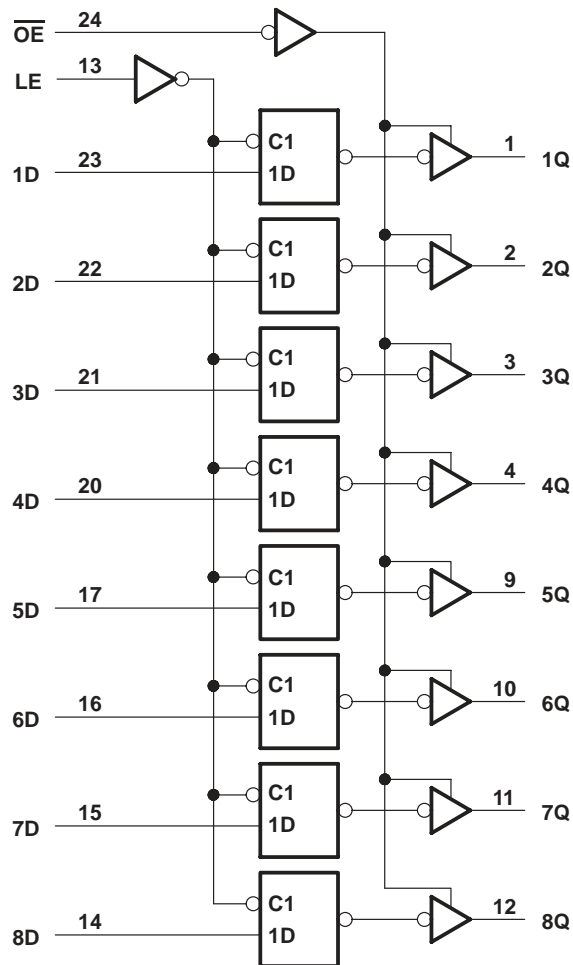 OE 24
LE 13
C1 1
1D 23 1D 1Q
C1 2
2D 22 1D 2Q
C1 3
3D 21 1D 3Q
C1 4
4D 20 1D 4Q
C1 9
5D 17 1D 5Q
C1 10
6D 16 1D 6Q
C1 11
7D 15 1D 7Q
C1 12
8D 14 1D 8Q